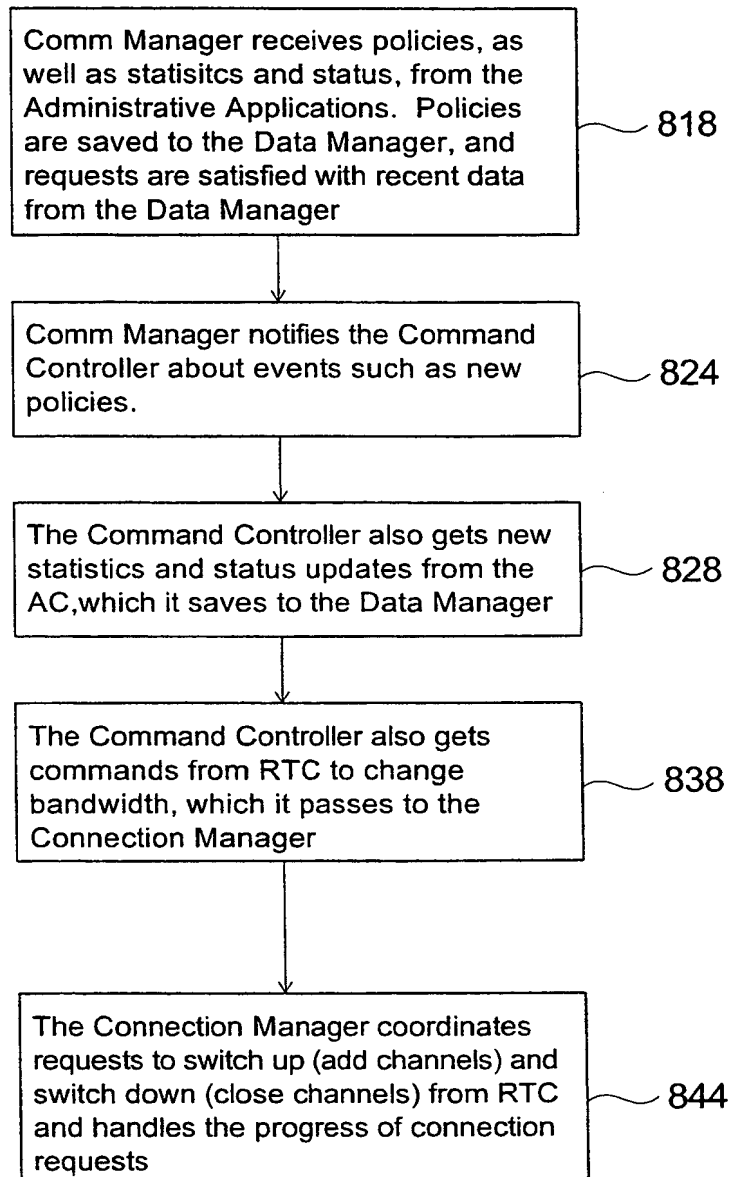 Comm Manager receives policies, as
well as statisitcs and status, from the
Administrative Applications. Policies
are saved to the Data Manager, and
requests are satisfied with recent data
from the Data Manager
818
Comm Manager notifies the Command
Controller about events such as new
policies.
824
The Command Controller also gets new
statistics and status updates from the
AC,which it saves to the Data Manager
828
The Command Controller also gets
commands from RTC to change
bandwidth, which it passes to the
Connection Manager
838
The Connection Manager coordinates
requests to switch up (add channels) and
switch down (close channels) from RTC
and handles the progress of connection
requests
844